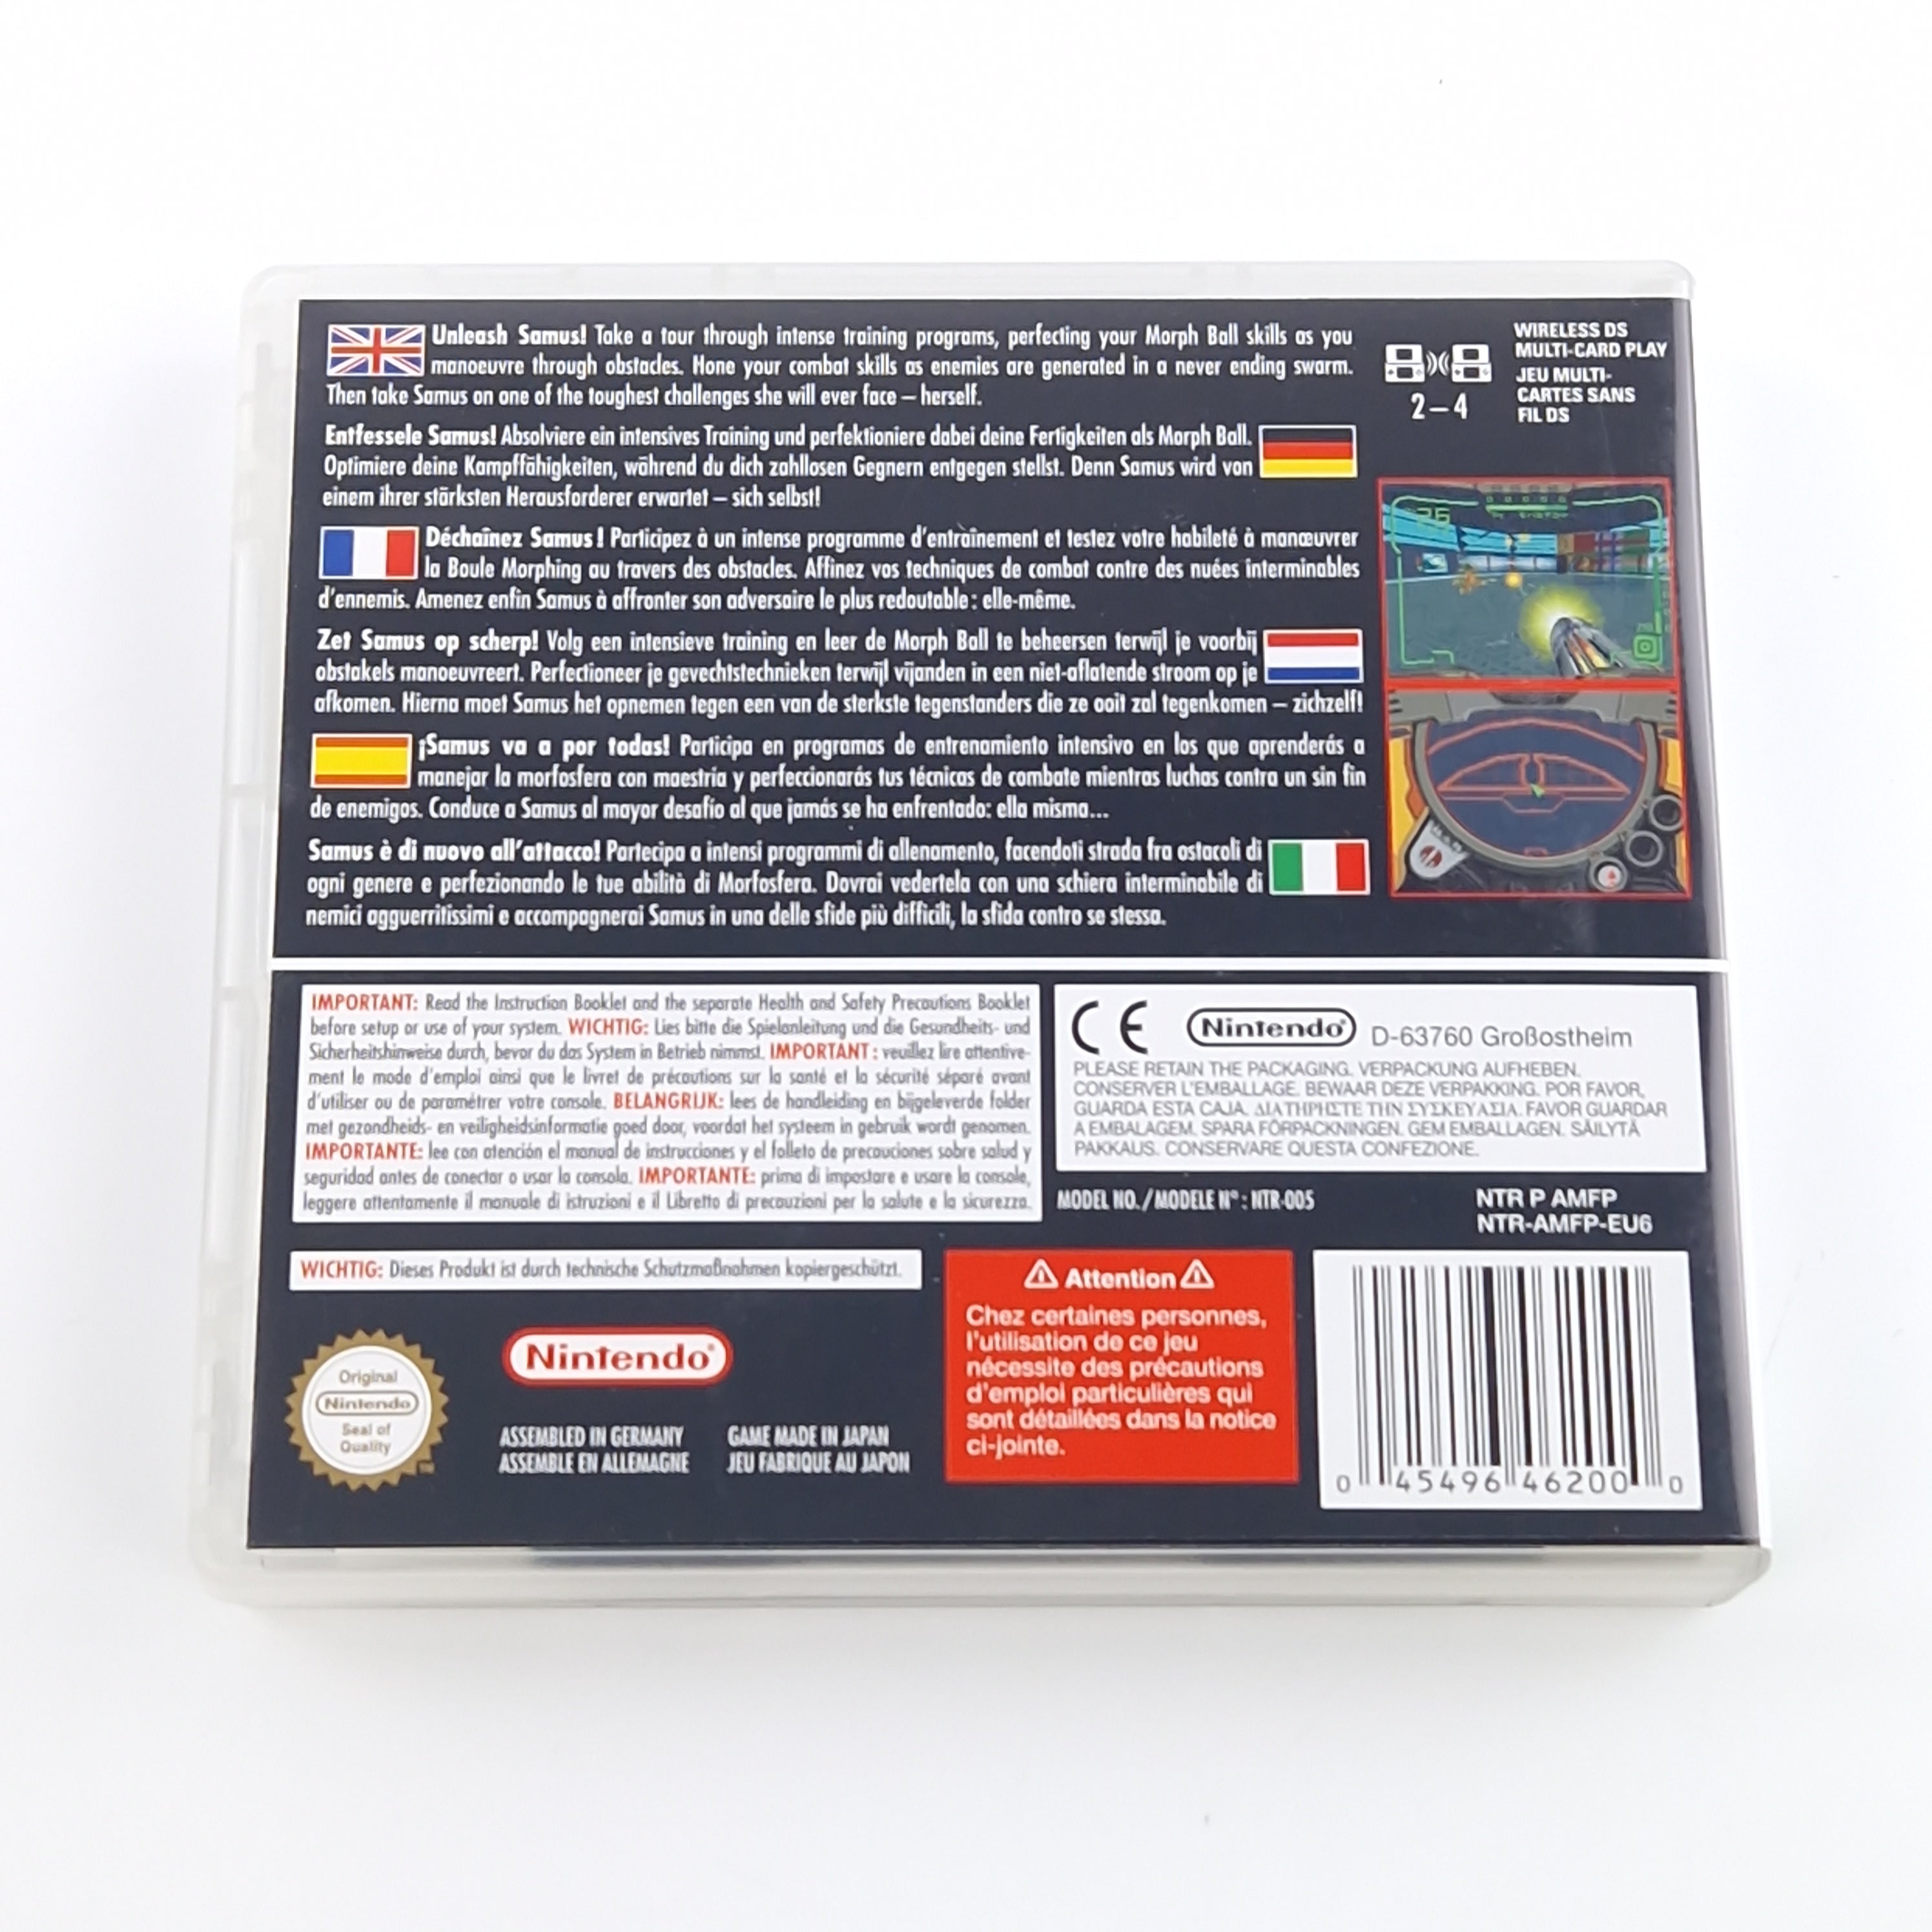 Unleash Samus! Take a tour through intense training programs, perfecting your Morph Ball skills as you
manoeuvre through obstacles. Hone your combat skills as enemies are generated in a never ending swarm.
Then take Samus on one of the toughest challenges she will ever face – herself.
Entfessele Samus! Absolviere ein intensives Training und perfektioniere dabei deine Fertigkeiten als Morph Ball.
Optimiere deine Kampffähigkeiten, während du dich zahllosen Gegnern entgegen stellst. Denn Samus wird von
einem ihrer stärksten Herausforderer erwartet – sich selbst!
Déchaînez Samus ! Participez à un intense programme d'entraînement et testez votre habileté à manœuvrer
la Boule Morphing au travers des obstacles. Affinez vos techniques de combat contre des nuées interminables
d'ennemis. Amenez enfin Samus à affronter son adversaire le plus redoutable : elle-même.
Zet Samus op scherp! Volg een intensieve training en leer de Morph Ball te beheersen terwijl je voorbij
obstakels manoeuvreert. Perfectioneer je gevechtstechnieken terwijl vijanden in een niet-aflatende stroom op je
afkomen. Hierna moet Samus het opnemen tegen een van de sterkste tegenstanders die ze ooit zal tegenkomen – zichzelf!
¡Samus va a por todas! Participa en programas de entrenamiento intensivo en los que aprenderás a
manejar la morfosfera con maestría y perfeccionarás tus técnicas de combate mientras luchas contra un sin fin
de enemigos. Conduce a Samus al mayor desafío al que jamás se ha enfrentado: ella misma...
Samus è di nuovo all'attacco! Partecipa a intensi programmi di allenamento, facendoti strada fra ostacoli di
ogni genere e perfezionando le tue abilità di Morfosfera. Dovrai vedertela con una schiera interminabile di
nemici agguerritissimi e accompagnerai Samus in una delle sfide più difficili, la sfida contro se stessa.
2–4
WIRELESS DS
MULTI-CARD PLAY
JEU MULTI-
CARTES SANS
FIL DS
26
IMPORTANT: Read the Instruction Booklet and the separate Health and Safety Precautions Booklet
before setup or use of your system. WICHTIG: Lies bitte die Spielanleitung und die Gesundheits- und
Sicherheitshinweise durch, bevor du das System in Betrieb nimmst. IMPORTANT : veuillez lire attentive-
ment le mode d'emploi ainsi que le livret de précautions sur la santé et la sécurité séparé avant
d'utiliser ou de paramétrer votre console. BELANGRIJK: lees de handleiding en bijgeleverde folder
met gezondheids- en veiligheidsinformatie goed door, voordat het systeem in gebruik wordt genomen.
IMPORTANTE: lee con atención el manual de instrucciones y el folleto de precauciones sobre salud y
seguridad antes de conectar o usar la consola. IMPORTANTE: prima di impostare e usare la console,
leggere attentamente il manuale di istruzioni e il Libretto di precauzioni per la salute e la sicurezza.
CE Nintendo® D-63760 Großostheim
PLEASE RETAIN THE PACKAGING. VERPACKUNG AUFHEBEN.
CONSERVER L'EMBALLAGE. BEWAAR DEZE VERPAKKING. POR FAVOR,
GUARDA ESTA CAJA. ΔΙΑΤΗΡΗΣΤΕ ΤΗΝ ΣΥΣΚΕΥΑΣΙΑ. FAVOR GUARDAR
A EMBALAGEM. SPARA FÖRPACKNINGEN. GEM EMBALLAGEN. SÄILYTÄ
PAKKAUS. CONSERVARE QUESTA CONFEZIONE.
MODEL NO./MODELE N° : NTR-005
NTR P AMFP
NTR-AMFP-EU6
WICHTIG: Dieses Produkt ist durch technische Schutzmaßnahmen kopiergeschützt.
Original
Nintendo
Seal of
Quality
TM
Nintendo®
ASSEMBLED IN GERMANY
ASSEMBLE EN ALLEMAGNE
GAME MADE IN JAPAN
JEU FABRIQUE AU JAPON
⚠ Attention ⚠
Chez certaines personnes,
l'utilisation de ce jeu
nécessite des précautions
d'emploi particulières qui
sont détaillées dans la notice
ci-jointe.
0 45496 46200 0